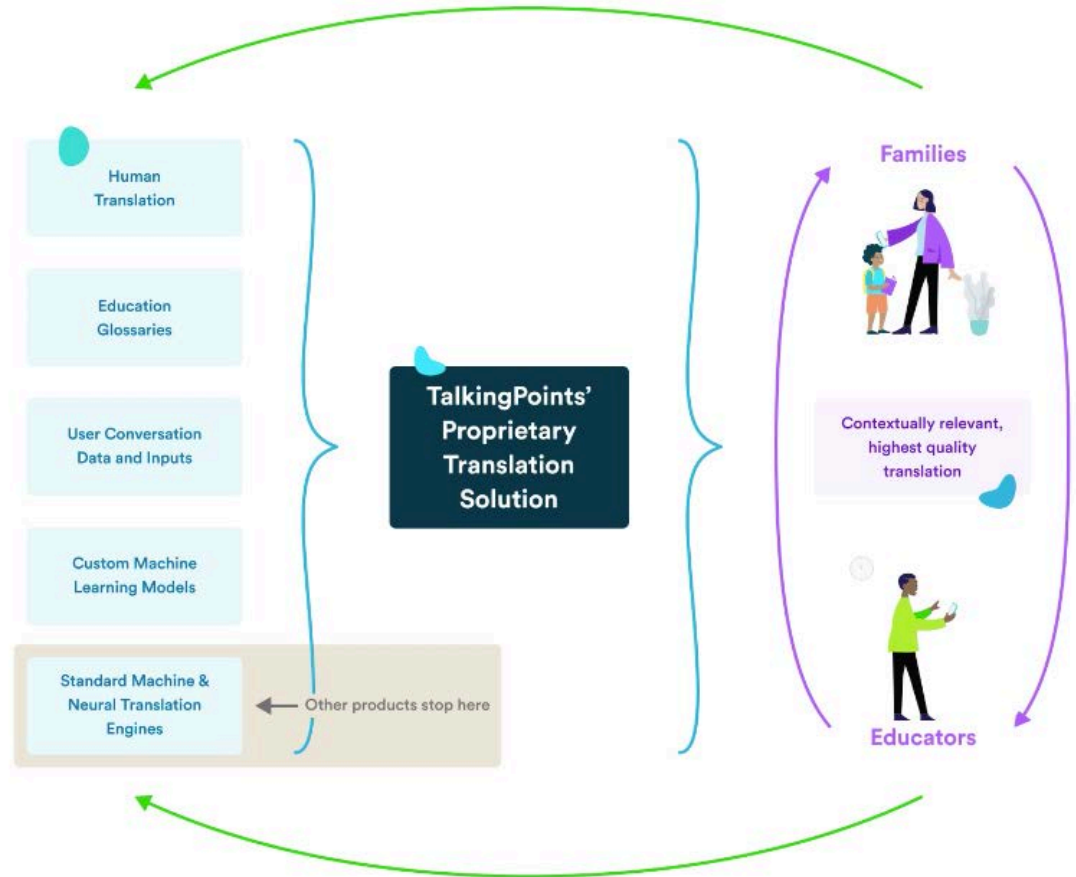 Human
Translation
Education
Glossaries
User Conversation
Data and Inputs
Custom Machine
Learning Models
Standard Machine &
Neural Translation
Engines
Other products stop here
TalkingPoints’
Proprietary
Translation
Solution
Families
Contextually relevant,
highest quality
translation
Educators